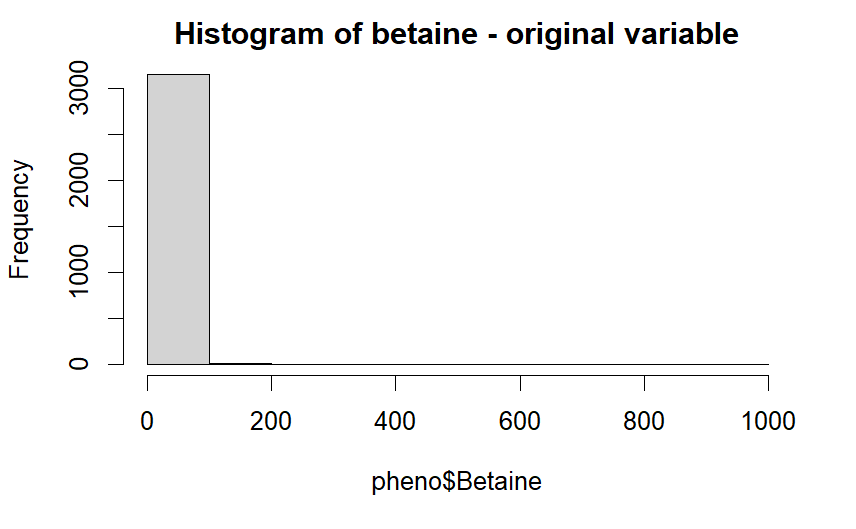 Histogram of betaine - original variable
Frequency
3000
2000
1000
0
0 200 400 600 800 1000
pheno$Betaine